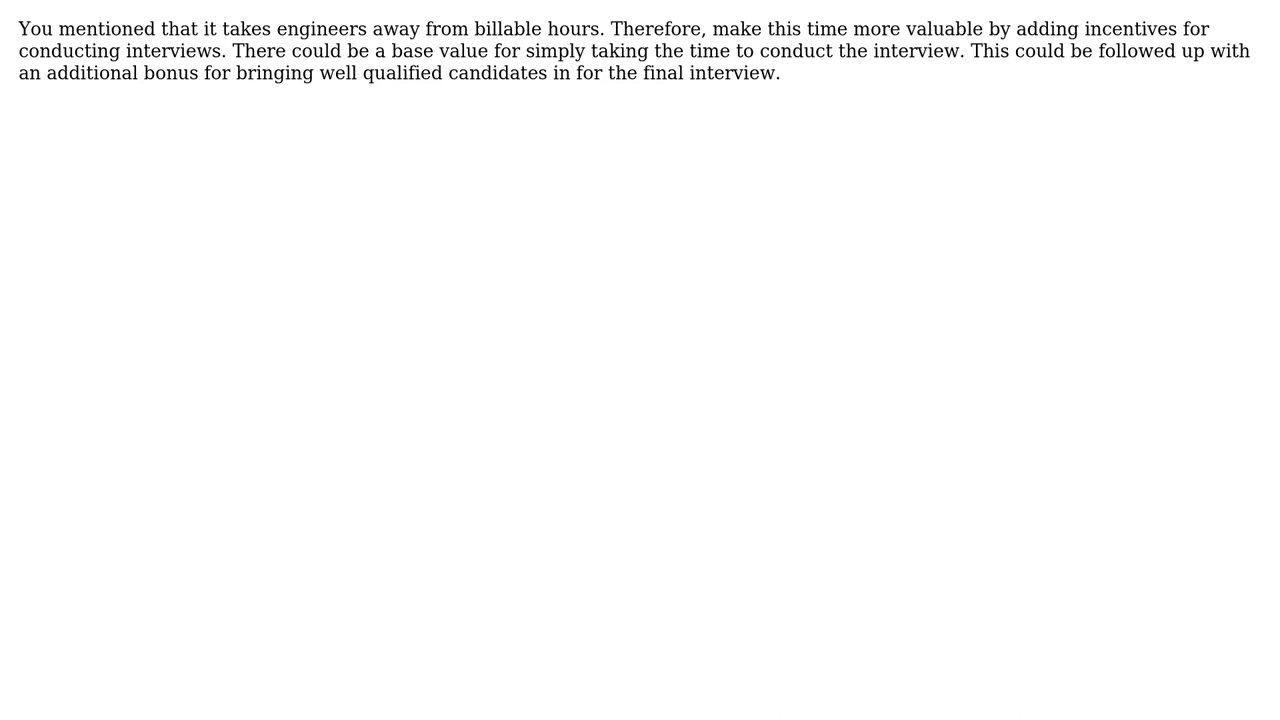 You mentioned that it takes engineers away from billable hours. Therefore, make this time more valuable by adding incentives for
conducting interviews. There could be a base value for simply taking the time to conduct the interview. This could be followed up with
an additional bonus for bringing well qualified candidates in for the final interview.